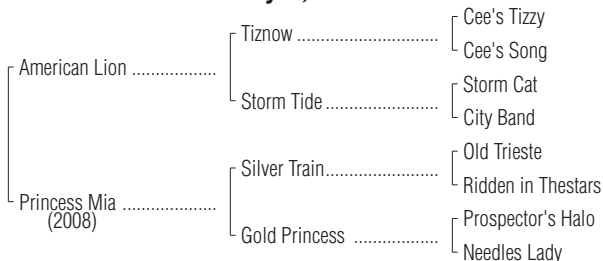 Cee's Tizzy
Tiznow ..............................
Cee's Song
American Lion ..................
Storm Cat
Storm Tide ........................
City Band
Old Trieste
Silver Train........................
Ridden in Thestars
Princess Mia ....................
(2008)
Prospector's Halo
Gold Princess ..................
Needles Lady